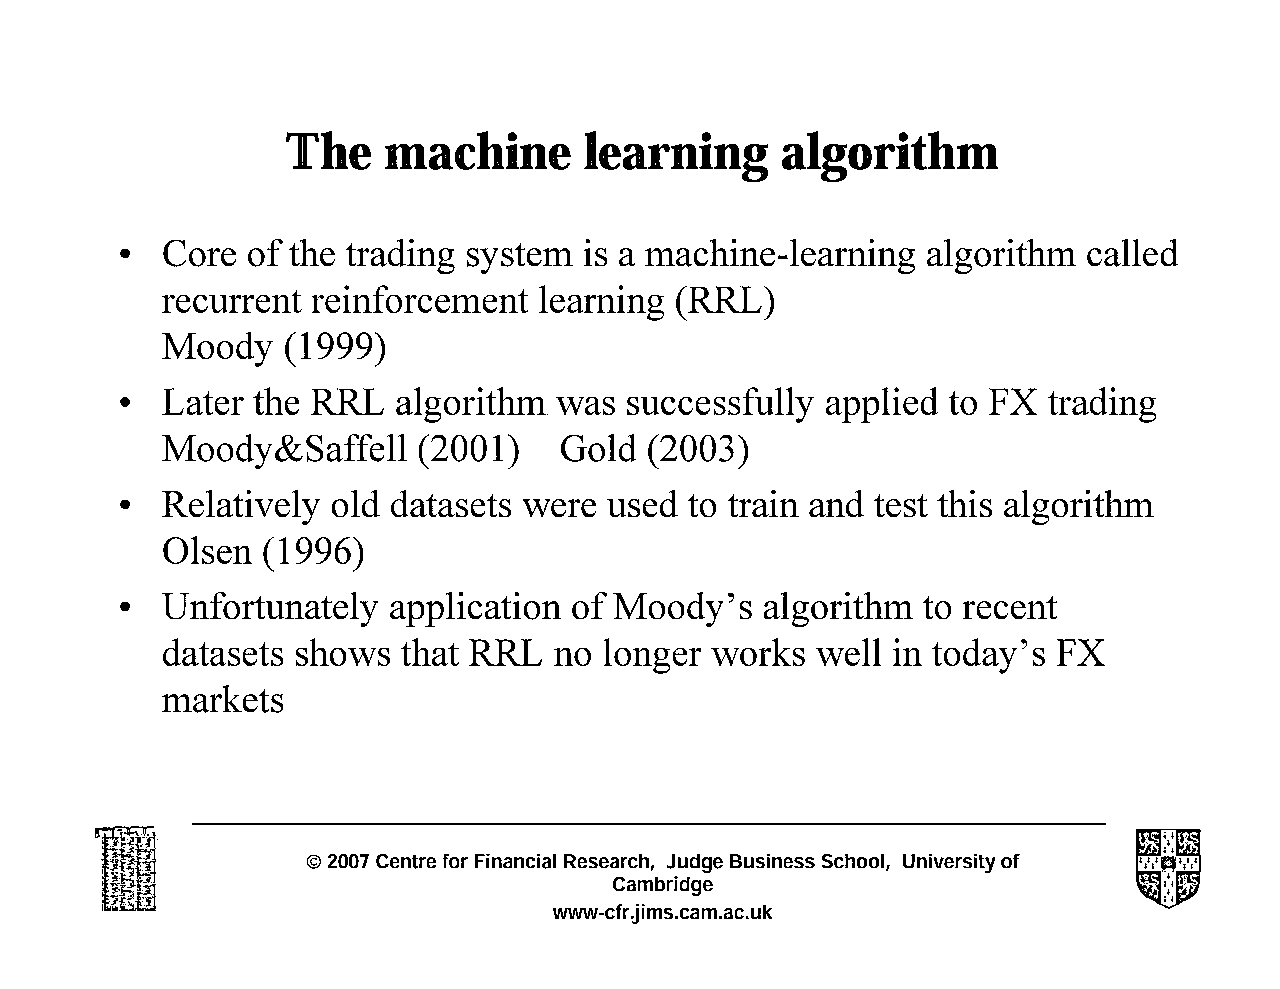 The machine learning algorithm
• Core of the trading system is a machine-learning algorithm called
recurrent reinforcement learning (RRL)
Moody (1999)
• Later the RRL algorithm was successfully applied to FX trading
Moody&Saffell (2001) Gold (2003)
• Relatively old datasets were used to train and test this algorithm
Olsen (1996)
• Unfortunately application of Moody’s algorithm to recent
datasets shows that RRL no longer works well in today’s FX
markets
© 2007 Centre for Financial Research, Judge Business School, University of
Cambridge
www-cfr.jims.cam.ac.uk